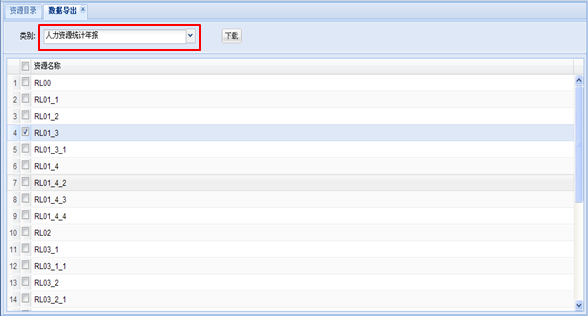 资源目录 数据导出
类别: 人力资源统计年报 下载
资源名称
1 RL00
2 RL01_1
3 RL01_2
4 RL01_3
5 RL01_3_1
6 RL01_4
7 RL01_4_2
8 RL01_4_3
9 RL01_4_4
10 RL02
11 RL03_1
12 RL03_1_1
13 RL03_2
14 RL03_2_1